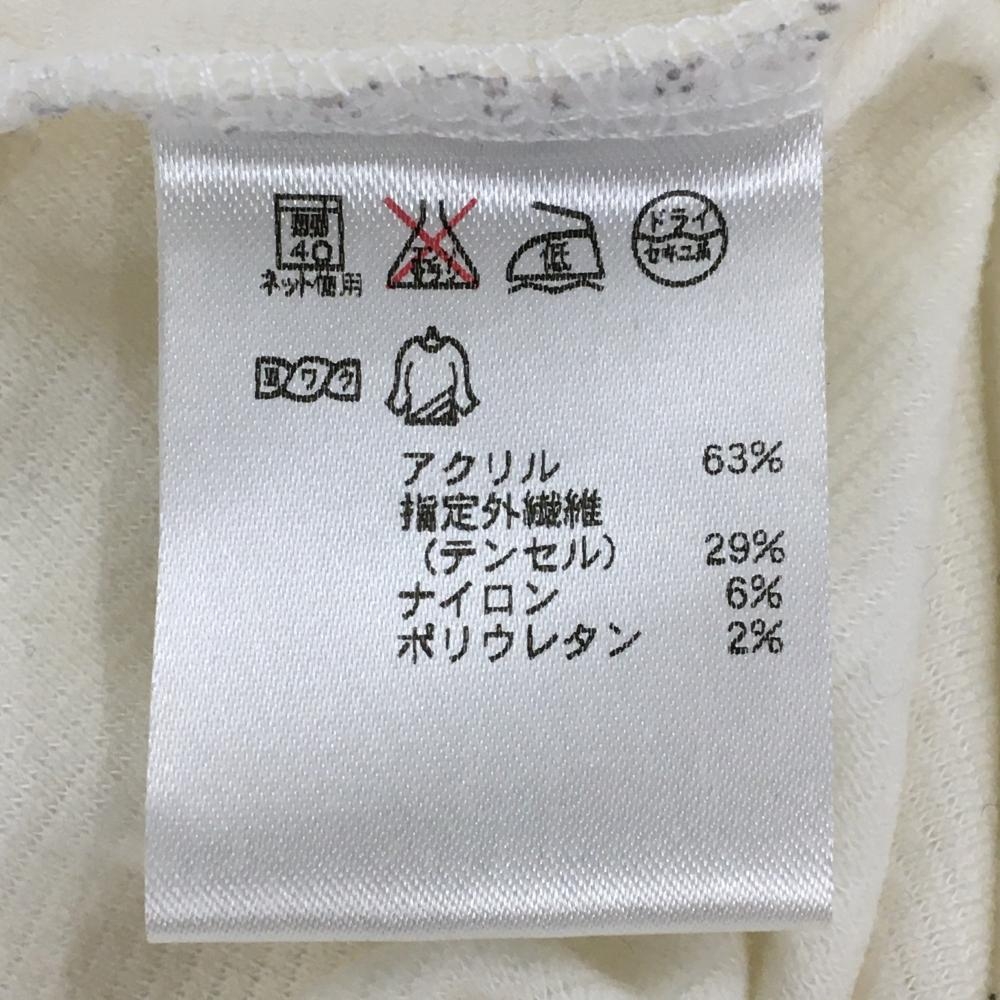 40
ネット使用
低
ドライ
セキユ系
アクリル 63%
指定外繊維
(テンセル) 29%
ナイロン 6%
ポリウレタン 2%